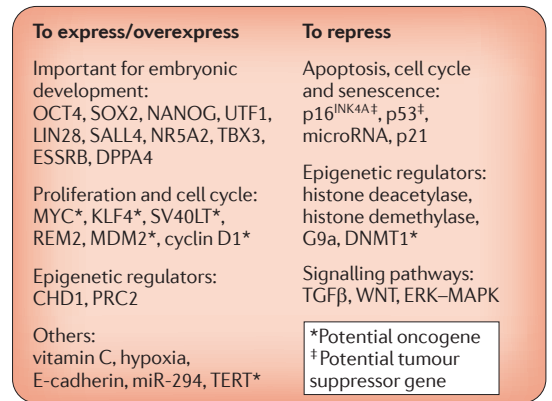 To express/overexpress
Important for embryonic
development:
OCT4, SOX2, NANOG, UTF1,
LIN28, SALL4, NR5A2, TBX3,
ESSRB, DPPA4
Proliferation and cell cycle:
MYC*, KLF4*, SV40LT*,
REM2, MDM2*, cyclin D1*
Epigenetic regulators:
CHD1, PRC2
Others:
vitamin C, hypoxia,
E-cadherin, miR-294, TERT*
To repress
Apoptosis, cell cycle
and senescence:
p16INK4A‡, p53‡,
microRNA, p21
Epigenetic regulators:
histone deacetylase,
histone demethylase,
G9a, DNMT1*
Signalling pathways:
TGFβ, WNT, ERK–MAPK
*Potential oncogene
‡Potential tumour
suppressor gene